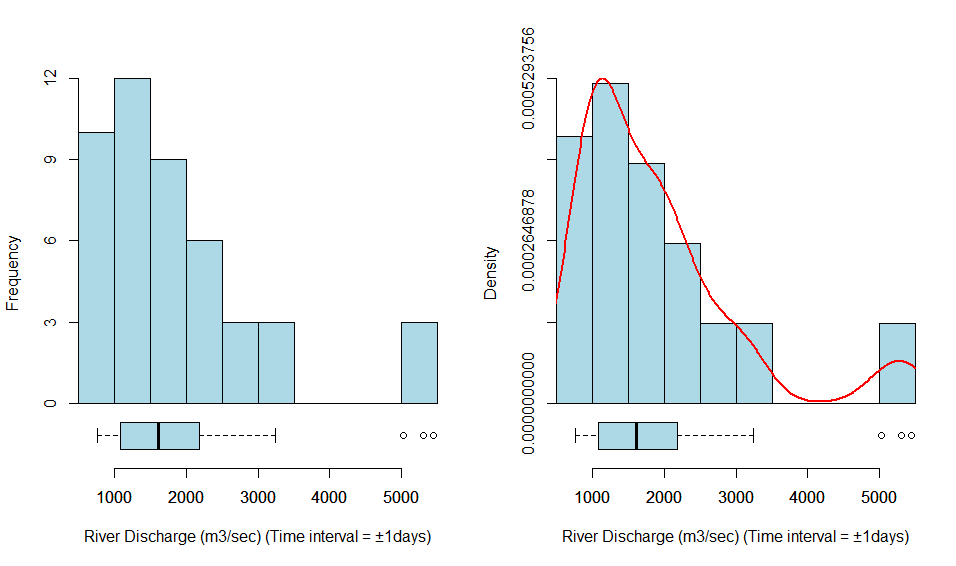 Frequency
12
9
6
3
0
1000 2000 3000 4000 5000
River Discharge (m3/sec) (Time interval = ±1days)
Density
0.0005293756
0.0002646878
0.0000000000
1000 2000 3000 4000 5000
River Discharge (m3/sec) (Time interval = ±1days)